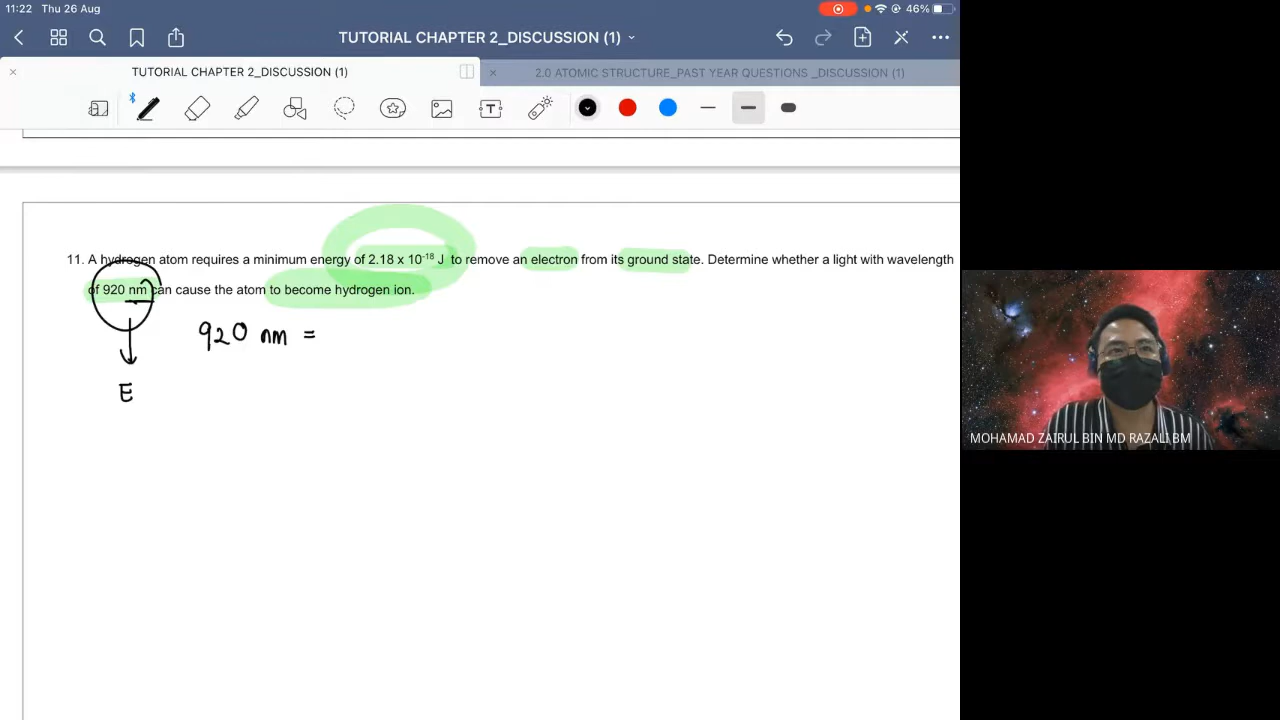 11:22 Thu 26 Aug
46%
TUTORIAL CHAPTER 2_DISCUSSION (1)
TUTORIAL CHAPTER 2_DISCUSSION (1)
2.0 ATOMIC STRUCTURE_PAST YEAR QUESTIONS _DISCUSSION (1)
11. A hydrogen atom requires a minimum energy of 2.18 x 10⁻¹⁸ J to remove an electron from its ground state. Determine whether a light with wavelength
of 920 nm can cause the atom to become hydrogen ion.
920 nm =
E
MOHAMAD ZAIRUL BIN MD RAZALI BM